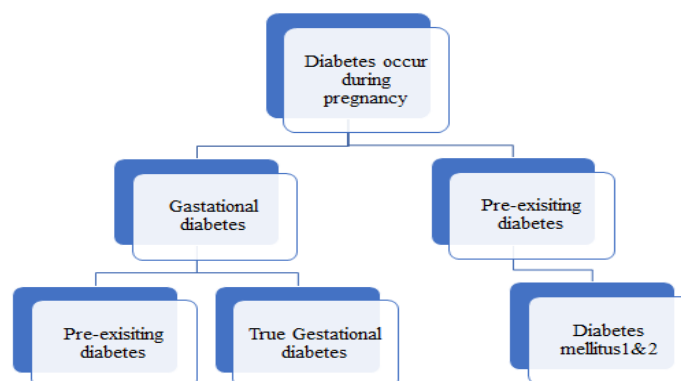 Diabetes occur
during
pregnancy
Gastational
diabetes
Pre-exisiting
diabetes
Pre-exisiting
diabetes
True Gestational
diabetes
Diabetes
mellitus1&2